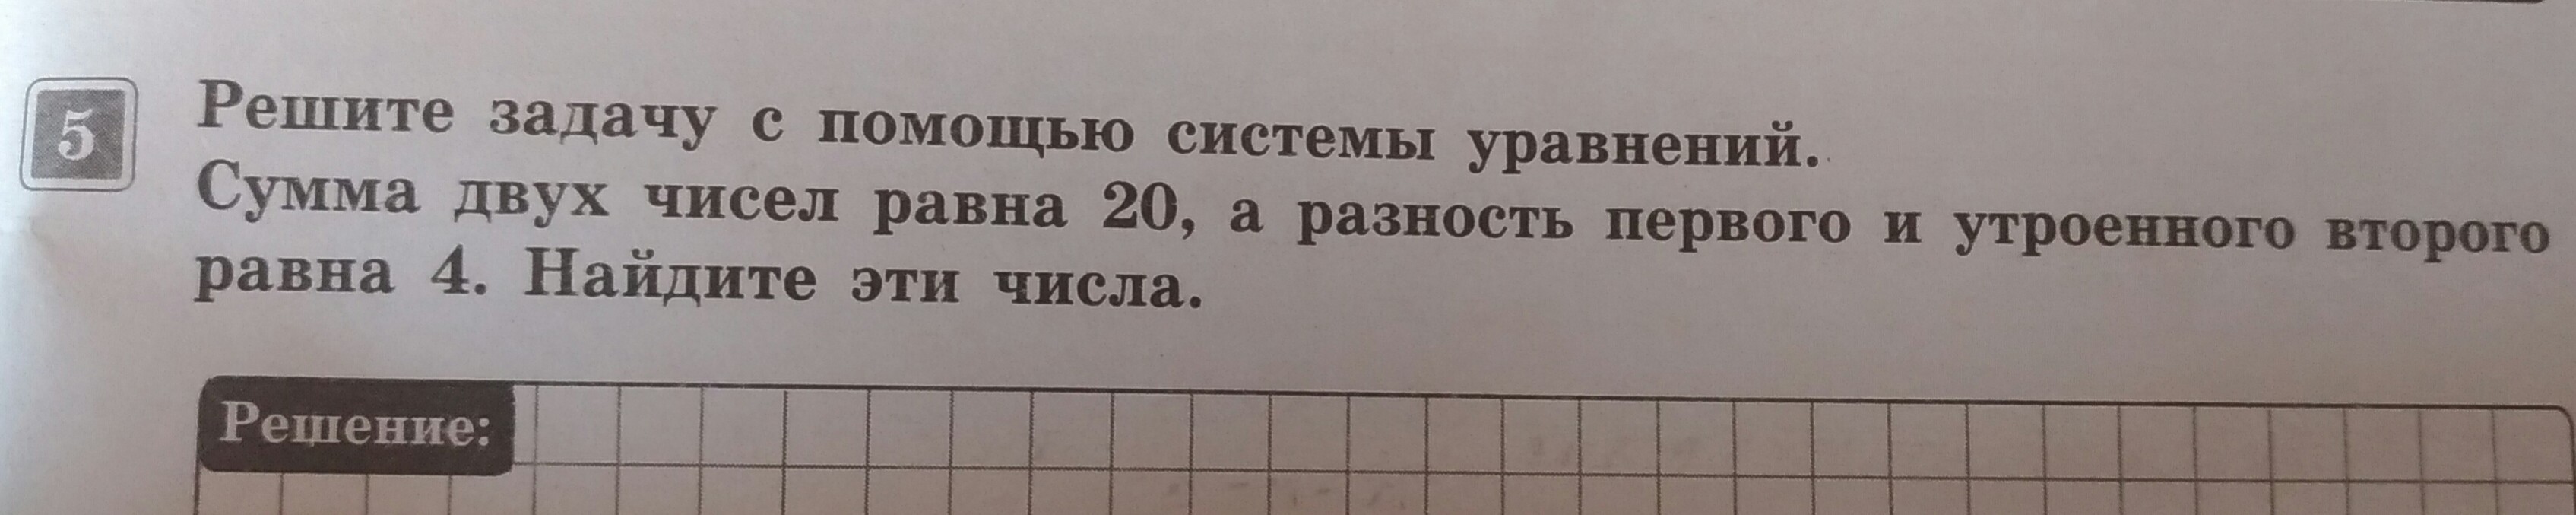 5
Решите задачу с помощью системы уравнений.
Сумма двух чисел равна 20, а разность первого и утроенного второго
равна 4. Найдите эти числа.
Решение: